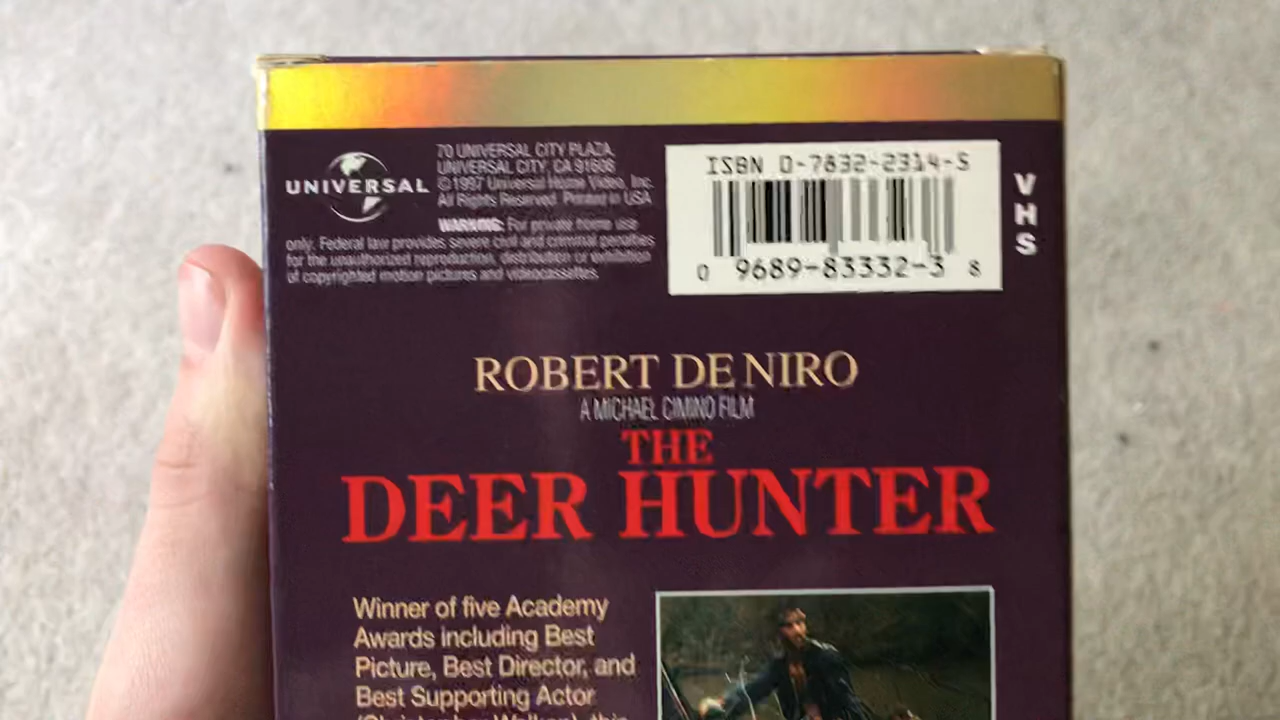 UNIVERSAL
70 UNIVERSAL CITY PLAZA
UNIVERSAL CITY, CA 91608
©1997 Universal Home Video, Inc.
All Rights Reserved. Printed in USA
WARNING: For private home use
only. Federal law provides severe civil and criminal penalties
for the unauthorized reproduction, distribution or exhibition
of copyrighted motion pictures and videocassettes.
ISBN 0-7832-2314-5
0 9689-83332-3 8
VHS
ROBERT DE NIRO
A MICHAEL CIMINO FILM
THE
DEER HUNTER
Winner of five Academy
Awards including Best
Picture, Best Director, and
Best Supporting Actor
(Christopher Walken), this